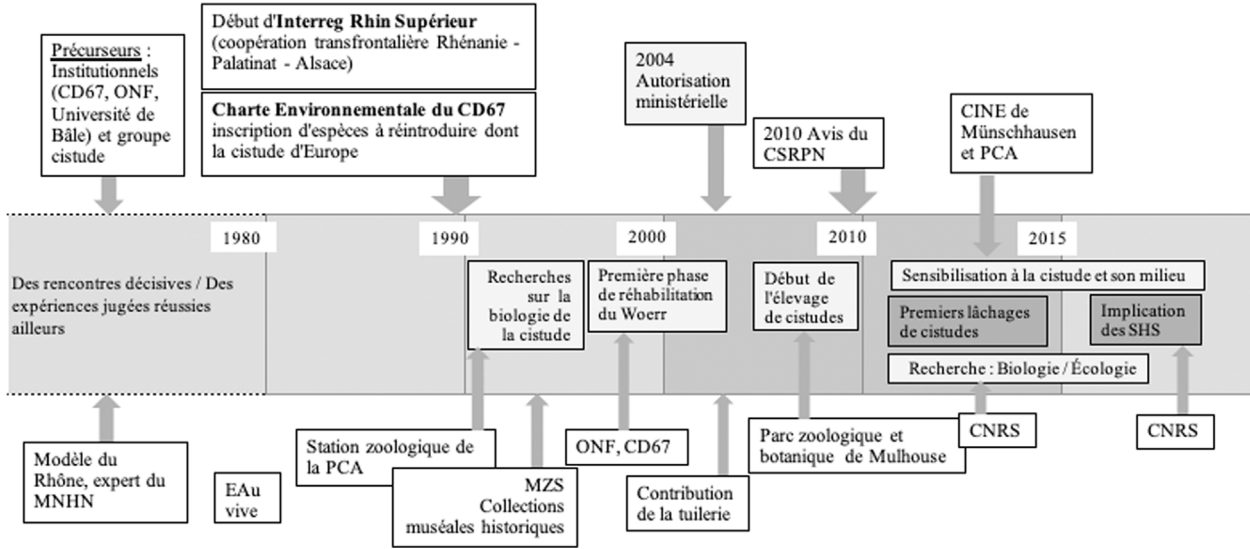 Précurseurs :
Institutionnels
(CD67, ONF,
Université de
Bâle) et groupe
cistude
Début d'Interreg Rhin Supérieur
(coopération transfrontalière Rhénanie -
Palatinat - Alsace)
Charte Environnementale du CD67
inscription d'espèces à réintroduire dont
la cistude d'Europe
2004
Autorisation
ministérielle
2010 Avis du
CSRPN
CINE de
Münschhausen
et PCA
1980
1990
2000
2010
2015
Des rencontres décisives / Des
expériences jugées réussies
ailleurs
Recherches
sur la
biologie de
la cistude
Première phase
de réhabilitation
du Woerr
Début de
l'élevage
de cistudes
Sensibilisation à la cistude et son milieu
Premiers lâchages
de cistudes
Implication
des SHS
Recherche : Biologie / Écologie
Modèle du
Rhône, expert du
MNHN
EAu
vive
Station zoologique de
la PCA
MZS
Collections
muséales historiques
ONF, CD67
Contribution
de la tuilerie
Parc zoologique et
botanique de Mulhouse
CNRS
CNRS